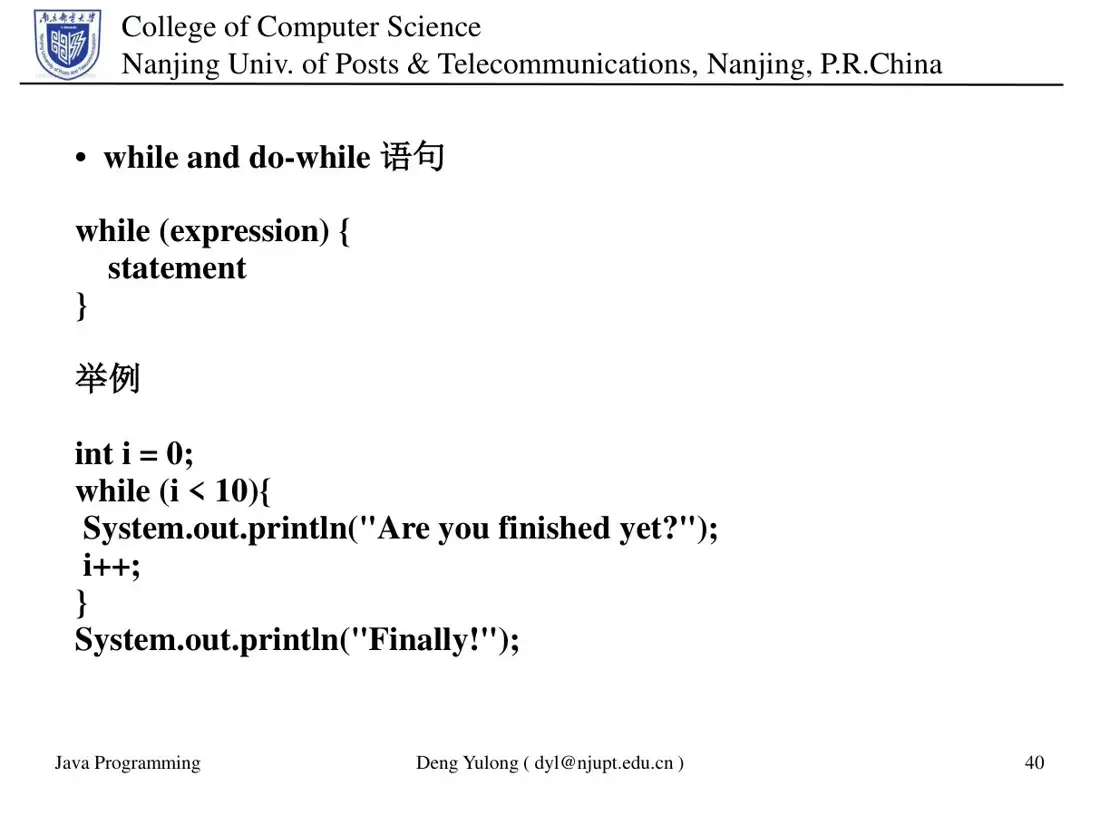 College of Computer Science
Nanjing Univ. of Posts & Telecommunications, Nanjing, P.R.China
• while and do-while 语句
while (expression) {
statement
}
举例
int i = 0;
while (i < 10){
System.out.println("Are you finished yet?");
i++;
}
System.out.println("Finally!");
Java Programming
Deng Yulong ( dyl@njupt.edu.cn )
40